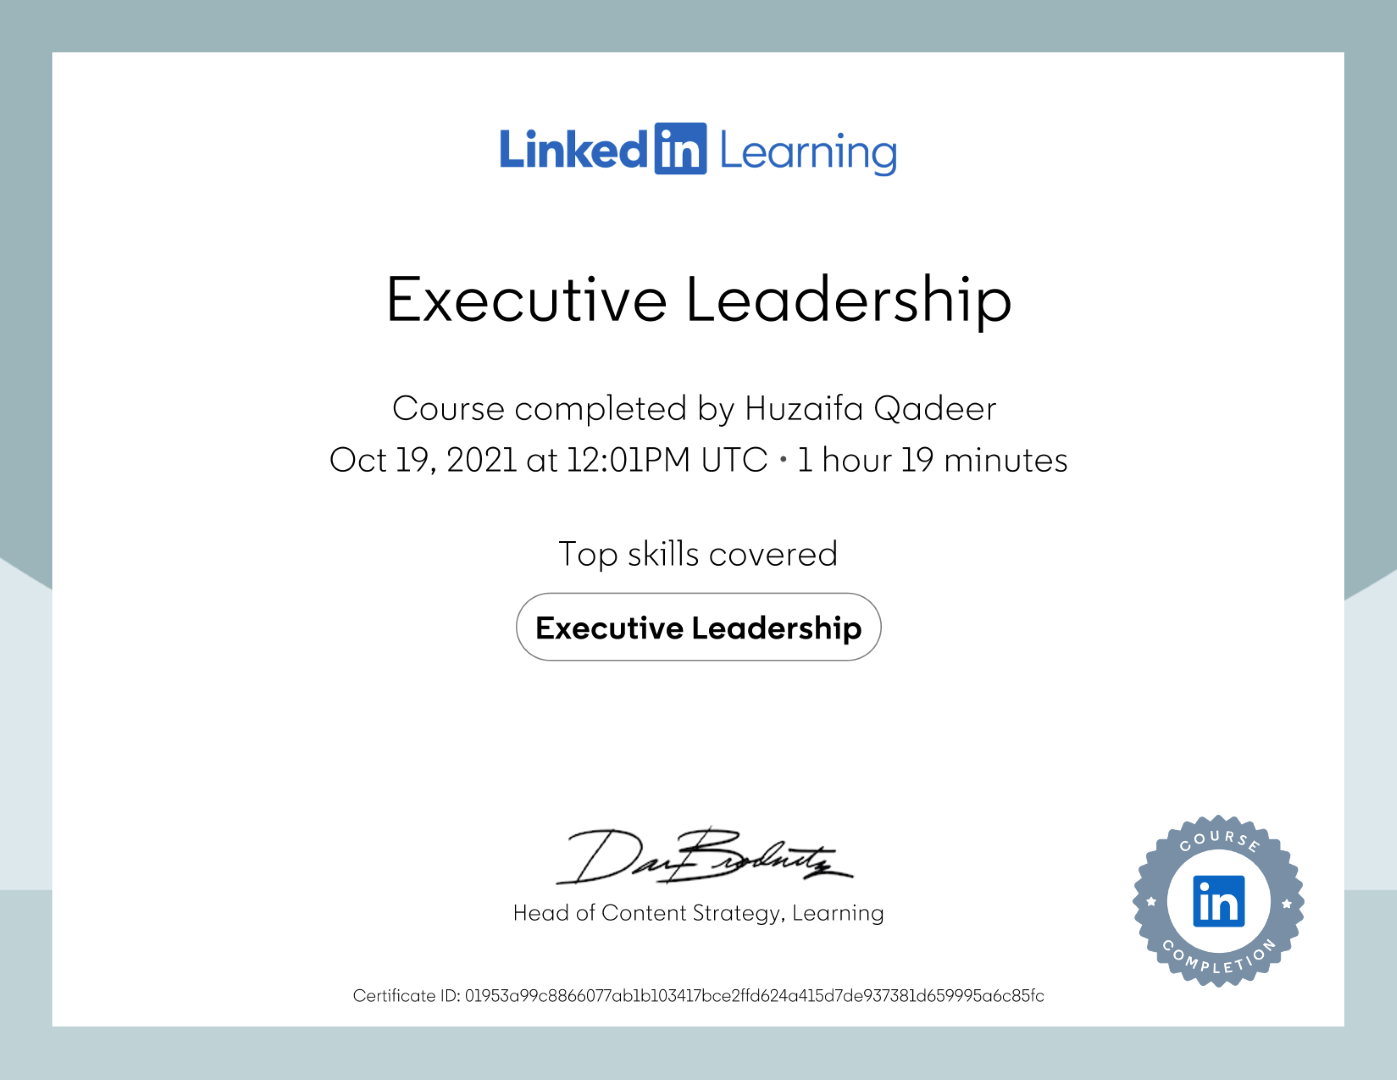 Linked in Learning
Executive Leadership
Course completed by Huzaifa Qadeer
Oct 19, 2021 at 12:01PM UTC • 1 hour 19 minutes
Top skills covered
Executive Leadership
Dan Brodnitz
Head of Content Strategy, Learning
COURSE
in
COMPLETION
Certificate ID: 01953a99c8866077ab1b103417bce2ffd624a415d7de937381d659995a6c85fc